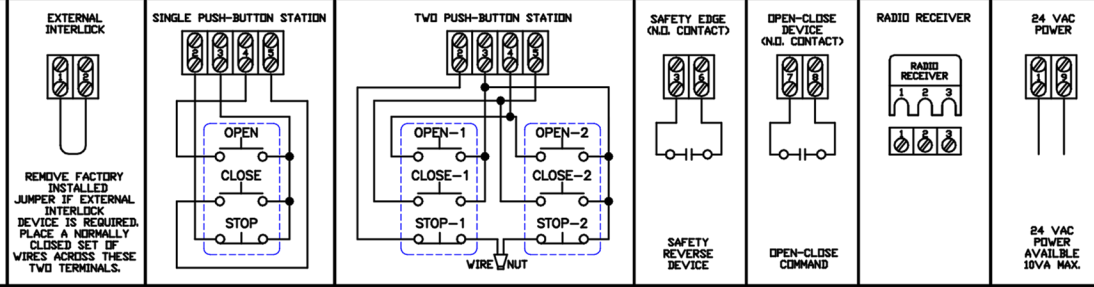 EXTERNAL
INTERLOCK
1 2
REMOVE FACTORY
INSTALLED
JUMPER IF EXTERNAL
INTERLOCK
DEVICE IS REQUIRED.
PLACE A NORMALLY
CLOSED SET OF
WIRES ACROSS THESE
TWO TERMINALS.
SINGLE PUSH-BUTTON STATION
2 3 4 5
OPEN
CLOSE
STOP
TWO PUSH-BUTTON STATION
2 3 4 5
OPEN-1 OPEN-2
CLOSE-1 CLOSE-2
STOP-1 STOP-2
WIRE NUT
SAFETY EDGE
(N.O. CONTACT)
3 6
SAFETY
REVERSE
DEVICE
OPEN-CLOSE
DEVICE
(N.O. CONTACT)
7 8
OPEN-CLOSE
COMMAND
RADIO RECEIVER
RADIO
RECEIVER
1 2 3
1 2 3
24 VAC
POWER
1 9
24 VAC
POWER
AVAILBLE
10VA MAX.